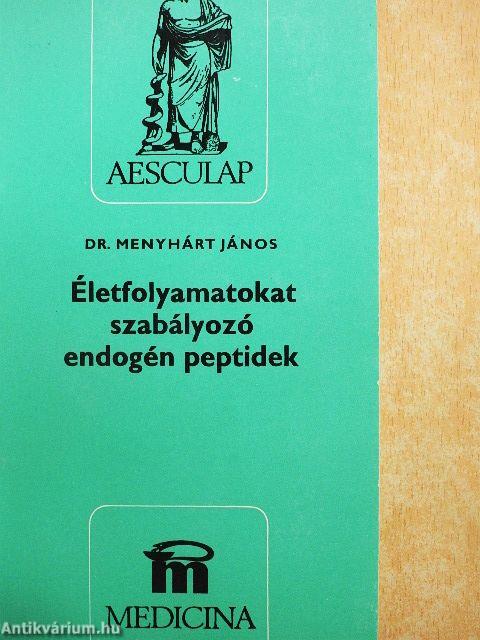 AESCULAP
DR. MENYHÁRT JÁNOS
Életfolyamatokat
szabályozó
endogén peptidek
m
MEDICINA
Antikvárium.hu